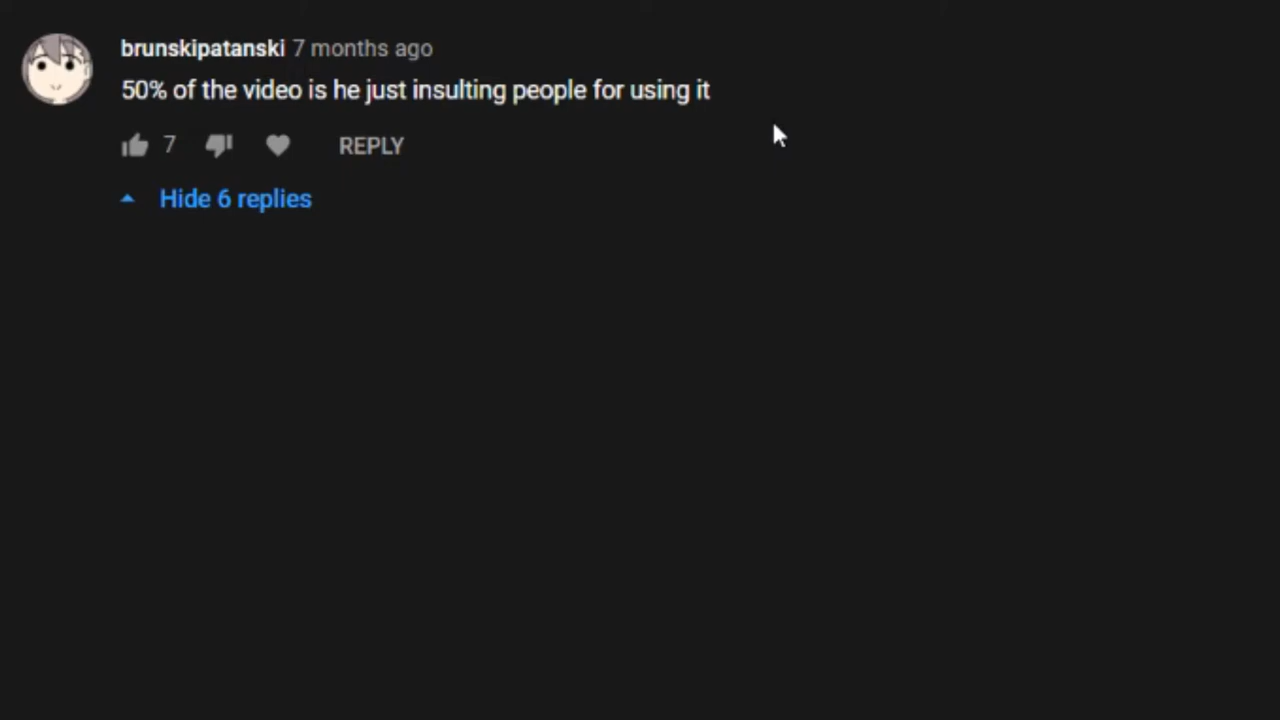 brunskipatanski 7 months ago
50% of the video is he just insulting people for using it
7 REPLY
Hide 6 replies